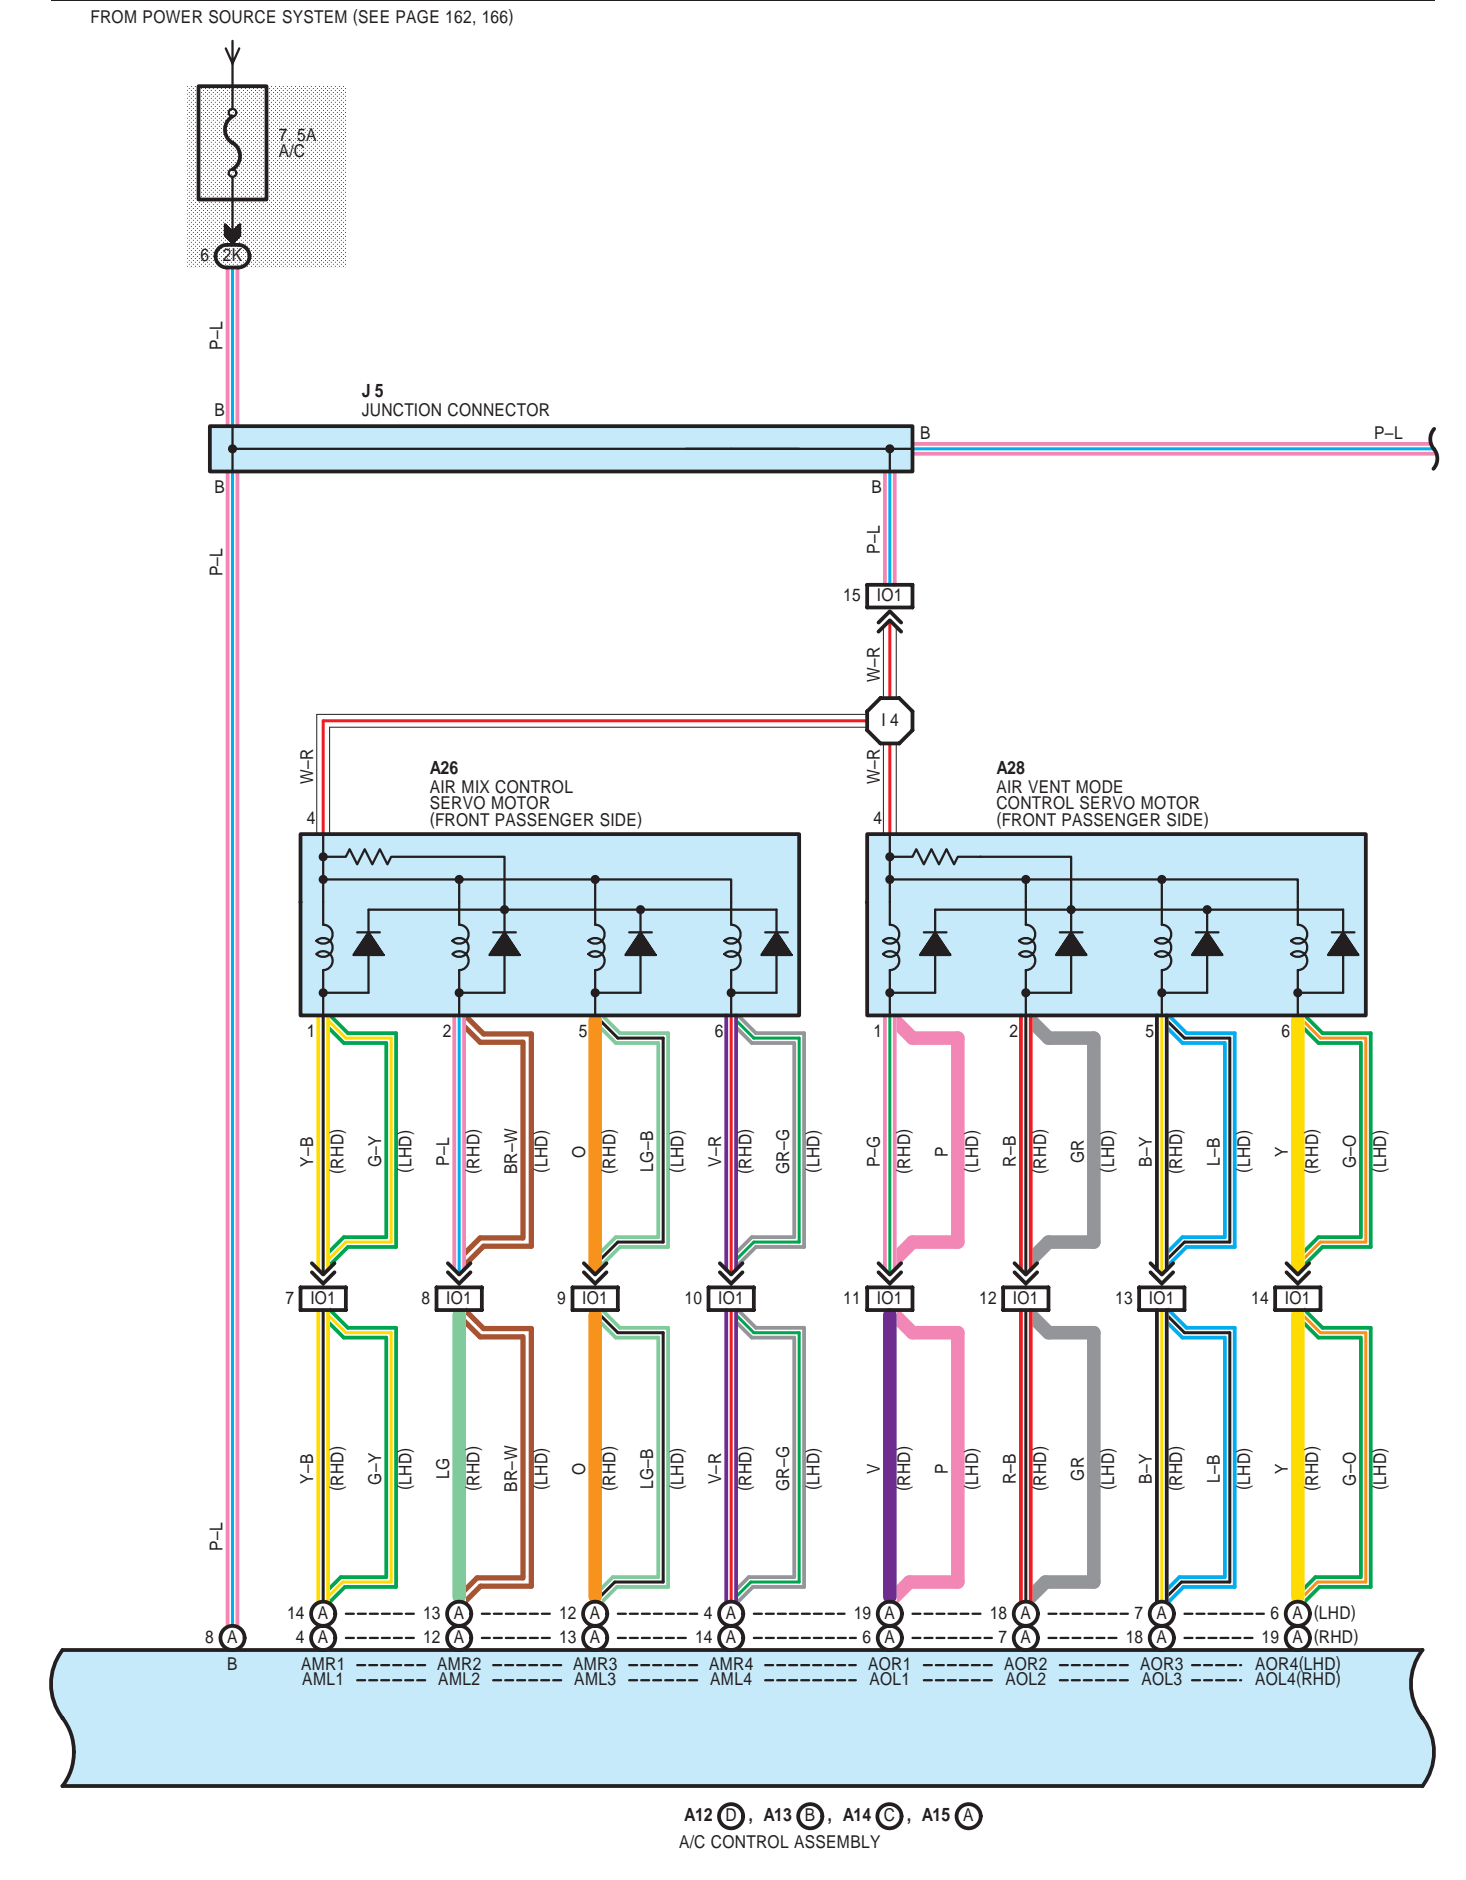 FROM POWER SOURCE SYSTEM (SEE PAGE 162, 166)
7. 5A
A/C
6 2K
P–L
B
J 5
JUNCTION CONNECTOR
B P–L
B B
P–L P–L
15 IO1
W–R
I 4
W–R W–R
A26
AIR MIX CONTROL
SERVO MOTOR
(FRONT PASSENGER SIDE)
A28
AIR VENT MODE
CONTROL SERVO MOTOR
(FRONT PASSENGER SIDE)
4 4
1 2 5 6 1 2 5 6
Y–B (RHD) G–Y (LHD) P–L (RHD) BR–W (LHD) O (RHD) LG–B (LHD) V–R (RHD) GR–G (LHD) P–G (RHD) P (LHD) R–B (RHD) GR (LHD) B–Y (RHD) L–B (LHD) Y (RHD) G–O (LHD)
7 IO1 8 IO1 9 IO1 10 IO1 11 IO1 12 IO1 13 IO1 14 IO1
Y–B (RHD) G–Y (LHD) LG (RHD) BR–W (LHD) O (RHD) LG–B (LHD) V–R (RHD) GR–G (LHD) V (RHD) P (LHD) R–B (RHD) GR (LHD) B–Y (RHD) L–B (LHD) Y (RHD) G–O (LHD)
P–L
14 A 13 A 12 A 4 A 19 A 18 A 7 A 6 A (LHD)
8 A 4 A 12 A 13 A 14 A 6 A 7 A 18 A 19 A (RHD)
B AMR1 AMR2 AMR3 AMR4 AOR1 AOR2 AOR3 AOR4(LHD)
AML1 AML2 AML3 AML4 AOL1 AOL2 AOL3 AOL4(RHD)
A12 D , A13 B , A14 C , A15 A
A/C CONTROL ASSEMBLY